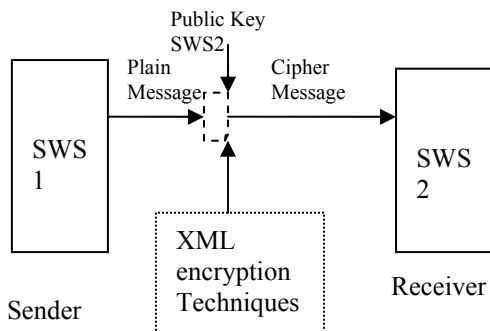 Public Key
SWS2
Plain
Message
Cipher
Message
SWS
1
SWS
2
XML
encryption
Techniques
Sender
Receiver